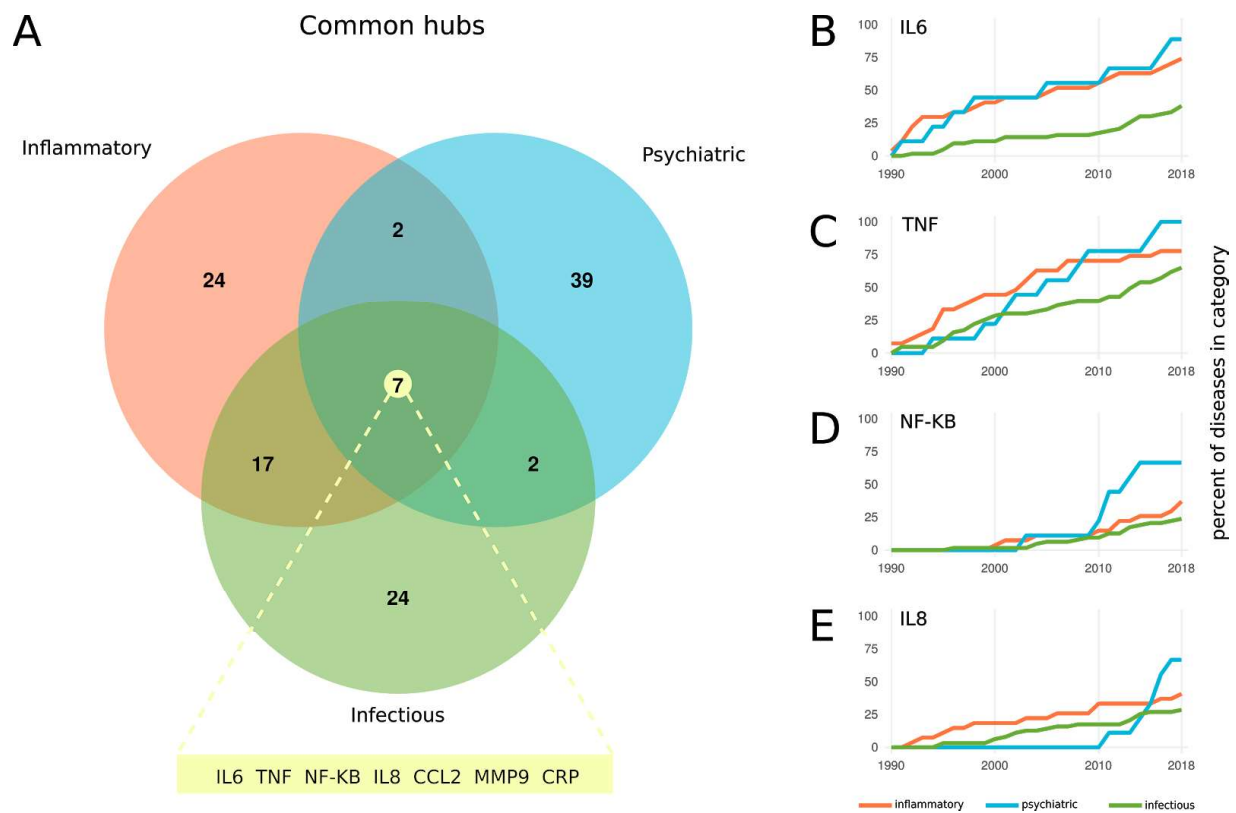 A
Common hubs
Inflammatory
Psychiatric
2
24
39
7
17
2
24
Infectious
IL6 TNF NF-KB IL8 CCL2 MMP9 CRP
B
IL6
100
75
50
25
0
1990 2000 2010 2018
C
TNF
100
75
50
25
0
1990 2000 2010 2018
D
NF-KB
100
75
50
25
0
1990 2000 2010 2018
E
IL8
100
75
50
25
0
1990 2000 2010 2018
percent of diseases in category
inflammatory psychiatric infectious